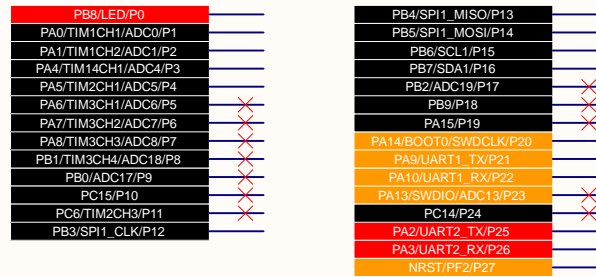 PB8/LED/P0
PA0/TIM1CH1/ADC0/P1
PA1/TIM1CH2/ADC1/P2
PA4/TIM14CH1/ADC4/P3
PA5/TIM2CH1/ADC5/P4
PA6/TIM3CH1/ADC6/P5
PA7/TIM3CH2/ADC7/P6
PA8/TIM3CH3/ADC8/P7
PB1/TIM3CH4/ADC18/P8
PB0/ADC17/P9
PC15/P10
PC6/TIM2CH3/P11
PB3/SPI1_CLK/P12
PB4/SPI1_MISO/P13
PB5/SPI1_MOSI/P14
PB6/SCL1/P15
PB7/SDA1/P16
PB2/ADC19/P17
PB9/P18
PA15/P19
PA14/BOOT0/SWDCLK/P20
PA9/UART1_TX/P21
PA10/UART1_RX/P22
PA13/SWDIO/ADC13/P23
PC14/P24
PA2/UART2_TX/P25
PA3/UART2_RX/P26
NRST/PF2/P27